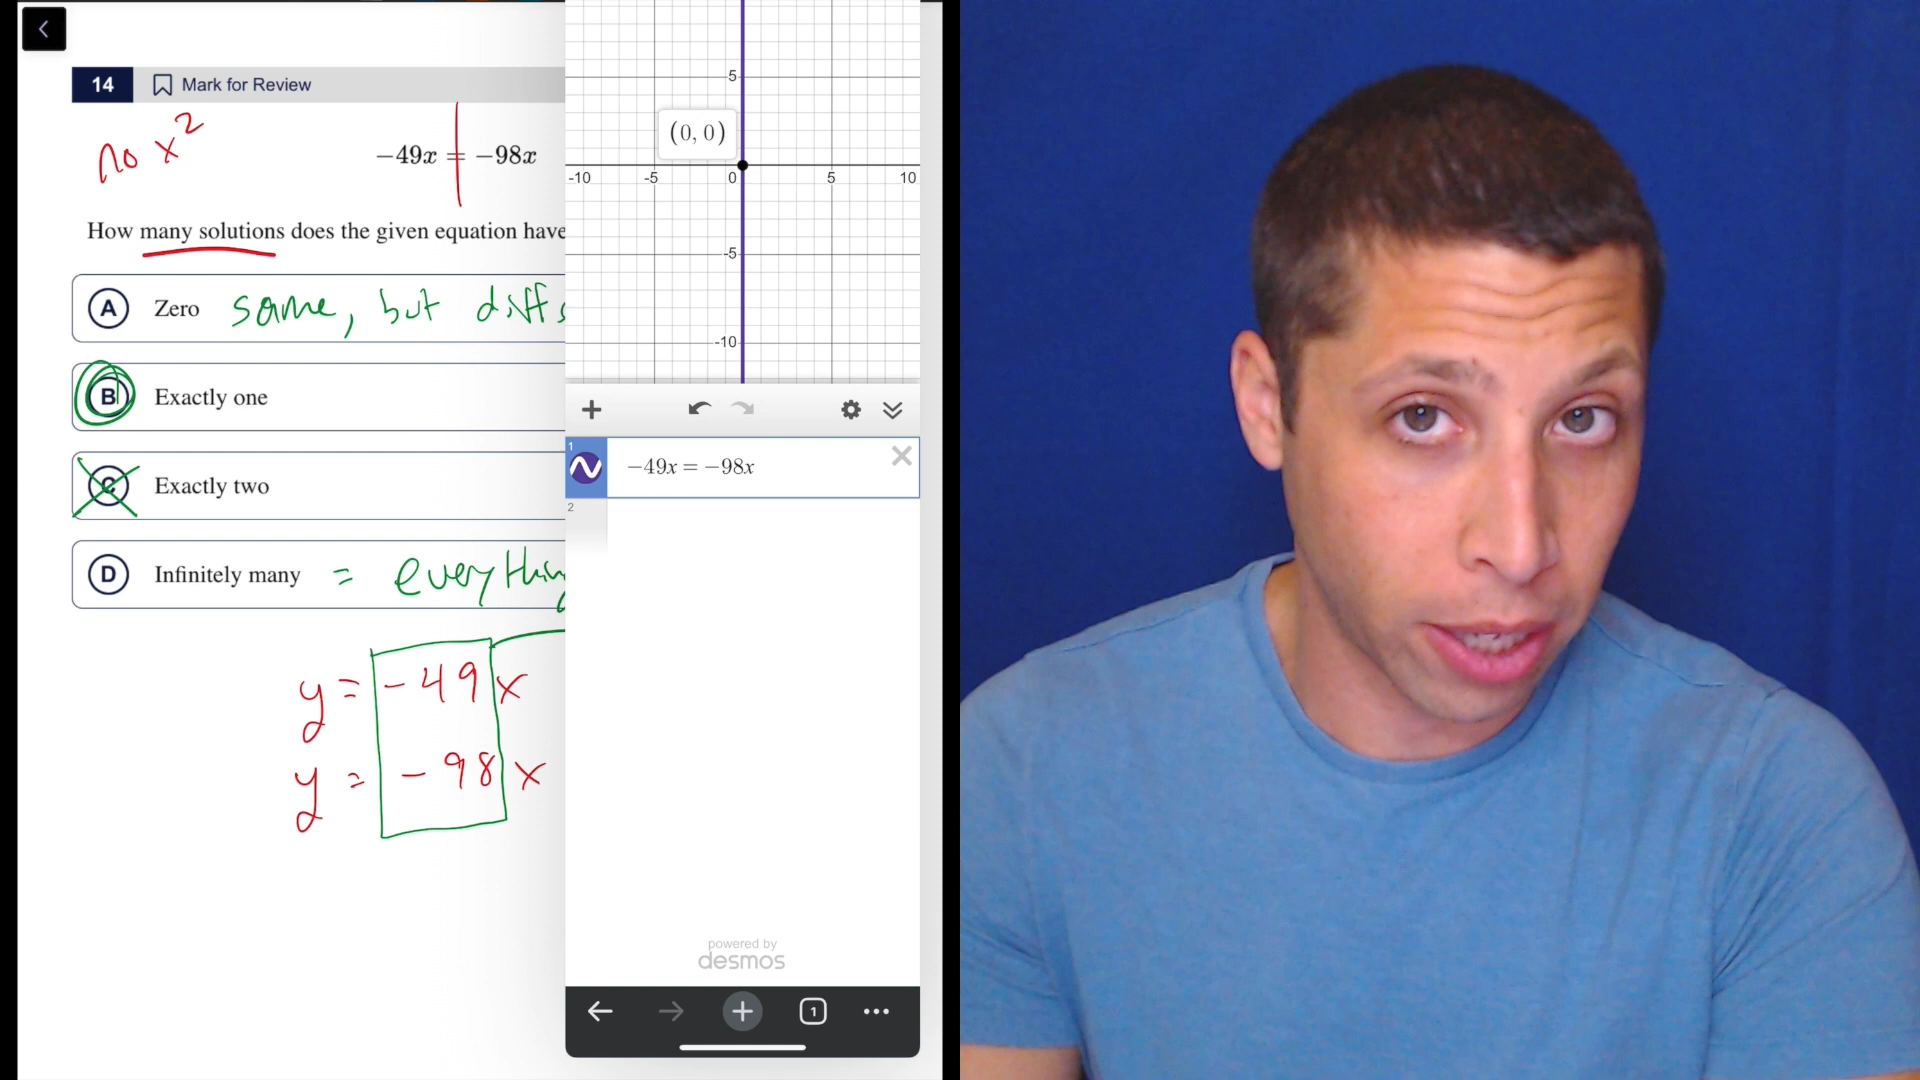 14 Mark for Review
no x²
−49x = −98x
How many solutions does the given equation have
A Zero same, but diffs
B Exactly one
C Exactly two
D Infinitely many = everything
y = -49x
y = -98x
5
(0, 0)
-10 -5 0 5 10
-5
-10
1
−49x = −98x
2
powered by
desmos
1